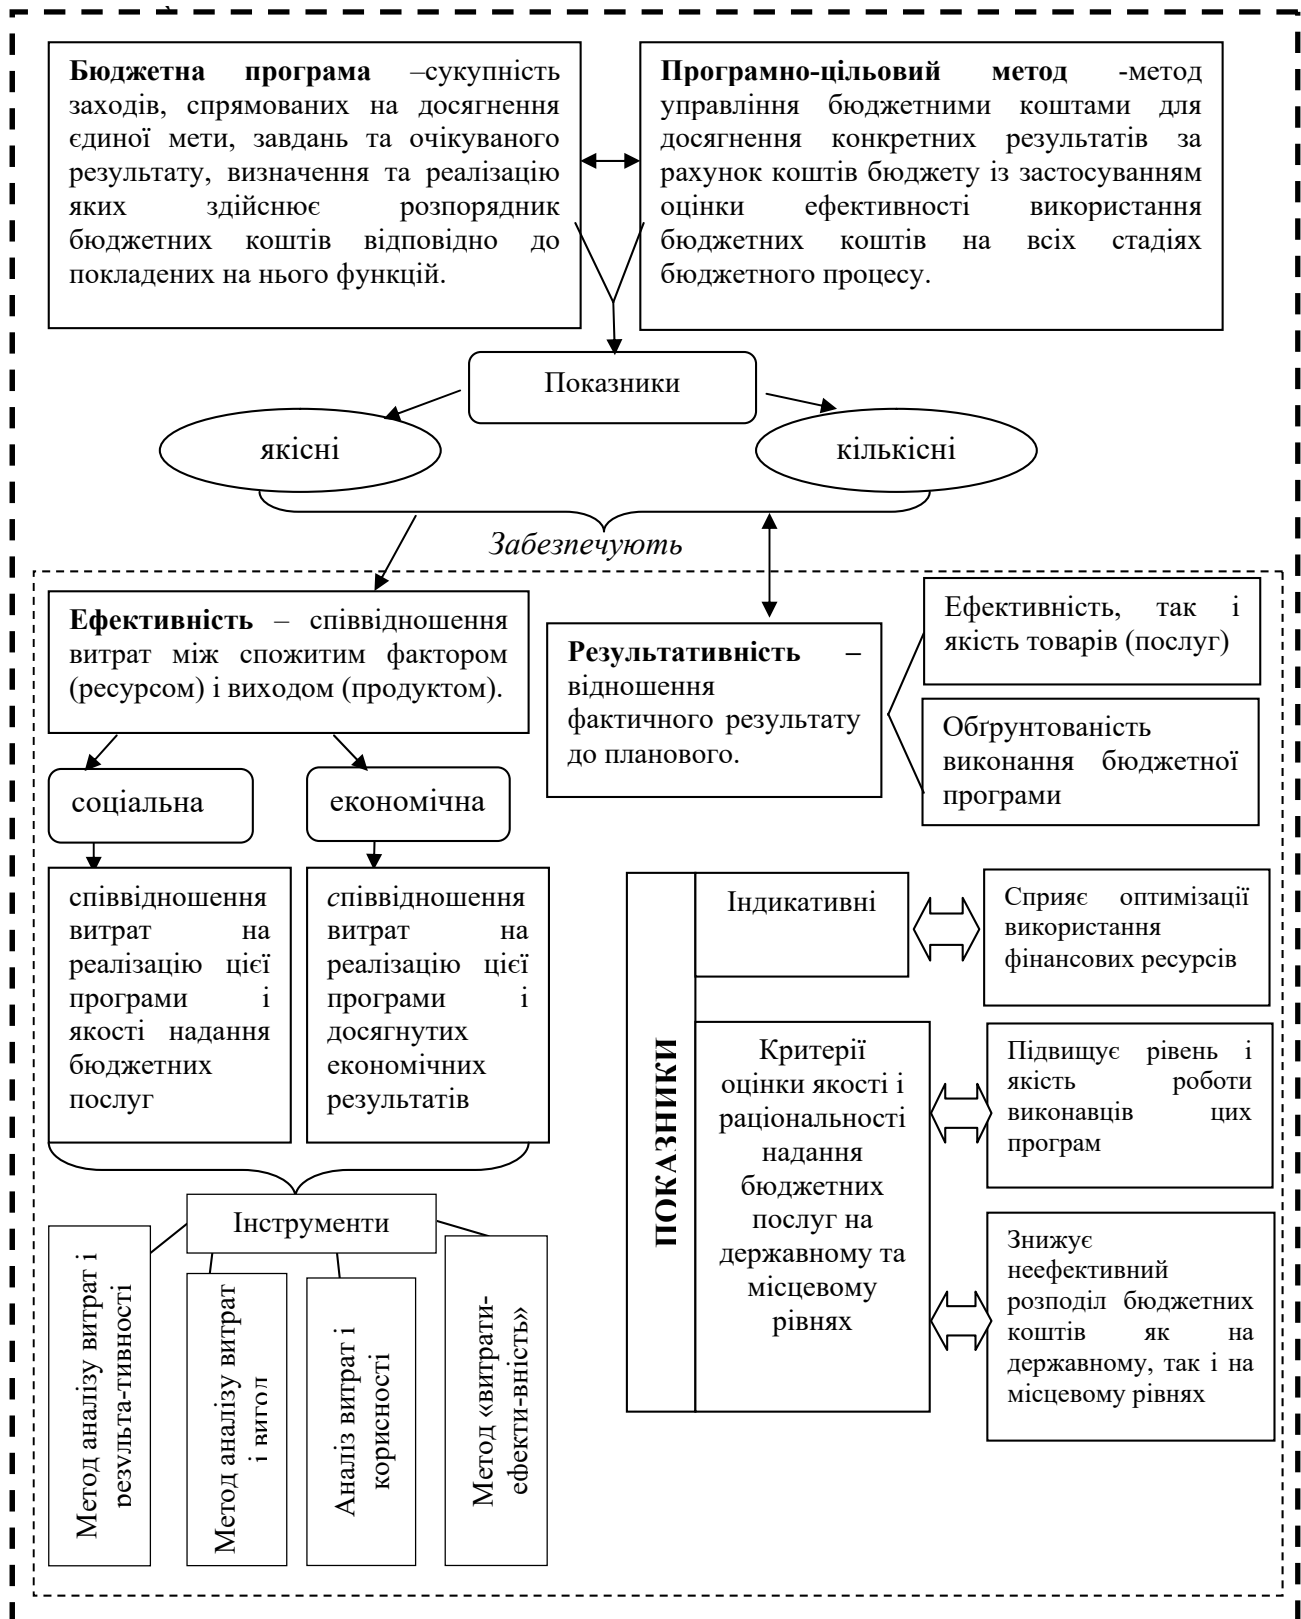 Бюджетна програма –сукупність
заходів, спрямованих на досягнення
єдиної мети, завдань та очікуваного
результату, визначення та реалізацію
яких здійснює розпорядник
бюджетних коштів відповідно до
покладених на нього функцій.
Програмно-цільовий метод -метод
управління бюджетними коштами для
досягнення конкретних результатів за
рахунок коштів бюджету із застосуванням
оцінки ефективності використання
бюджетних коштів на всіх стадіях
бюджетного процесу.
Показники
якісні
кількісні
Забезпечують
Ефективність – співвідношення
витрат між спожитим фактором
(ресурсом) і виходом (продуктом).
Результативність –
відношення
фактичного результату
до планового.
Ефективність, так і
якість товарів (послуг)
Обґрунтованість
виконання бюджетної
програми
соціальна
економічна
співвідношення
витрат на
реалізацію цієї
програми і
якості надання
бюджетних
послуг
співвідношення
витрат на
реалізацію цієї
програми і
досягнутих
економічних
результатів
ПОКАЗНИКИ
Індикативні
Сприяє оптимізації
використання
фінансових ресурсів
Критерії
оцінки якості і
раціональності
надання
бюджетних
послуг на
державному та
місцевому
рівнях
Підвищує рівень і
якість роботи
виконавців цих
програм
Знижує
неефективний
розподіл бюджетних
коштів як на
державному, так і на
місцевому рівнях
Інструменти
Метод аналізу витрат і
результа-тивності
Метод аналізу витрат
і вигод
Аналіз витрат і
корисності
Метод «витрати-
ефекти-вність»